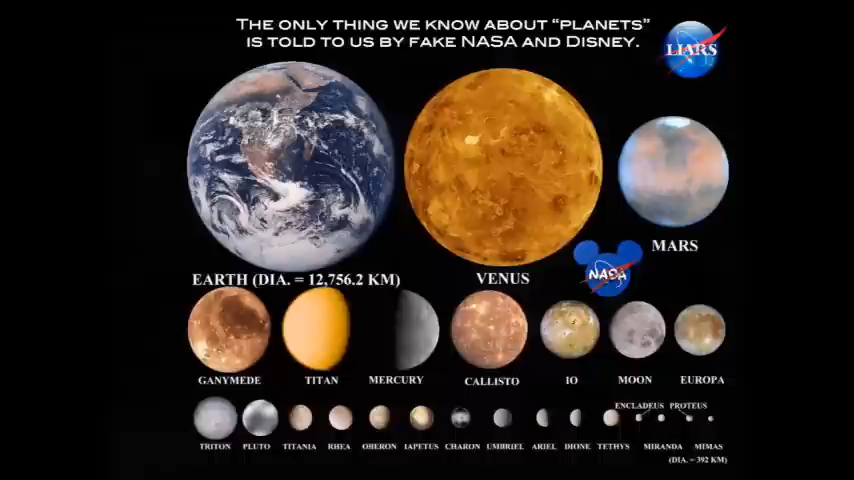 THE ONLY THING WE KNOW ABOUT “PLANETS”
IS TOLD TO US BY FAKE NASA AND DISNEY.
LIARS
EARTH (DIA. = 12,756.2 KM)
VENUS
MARS
NASA
GANYMEDE
TITAN
MERCURY
CALLISTO
IO
MOON
EUROPA
ENCLADEUS
PROTEUS
TRITON
PLUTO
TITANIA
RHEA
OBERON
IAPETUS
CHARON
UMBRIEL
ARIEL
DIONE
TETHYS
MIRANDA
MIMAS
(DIA. = 392 KM)